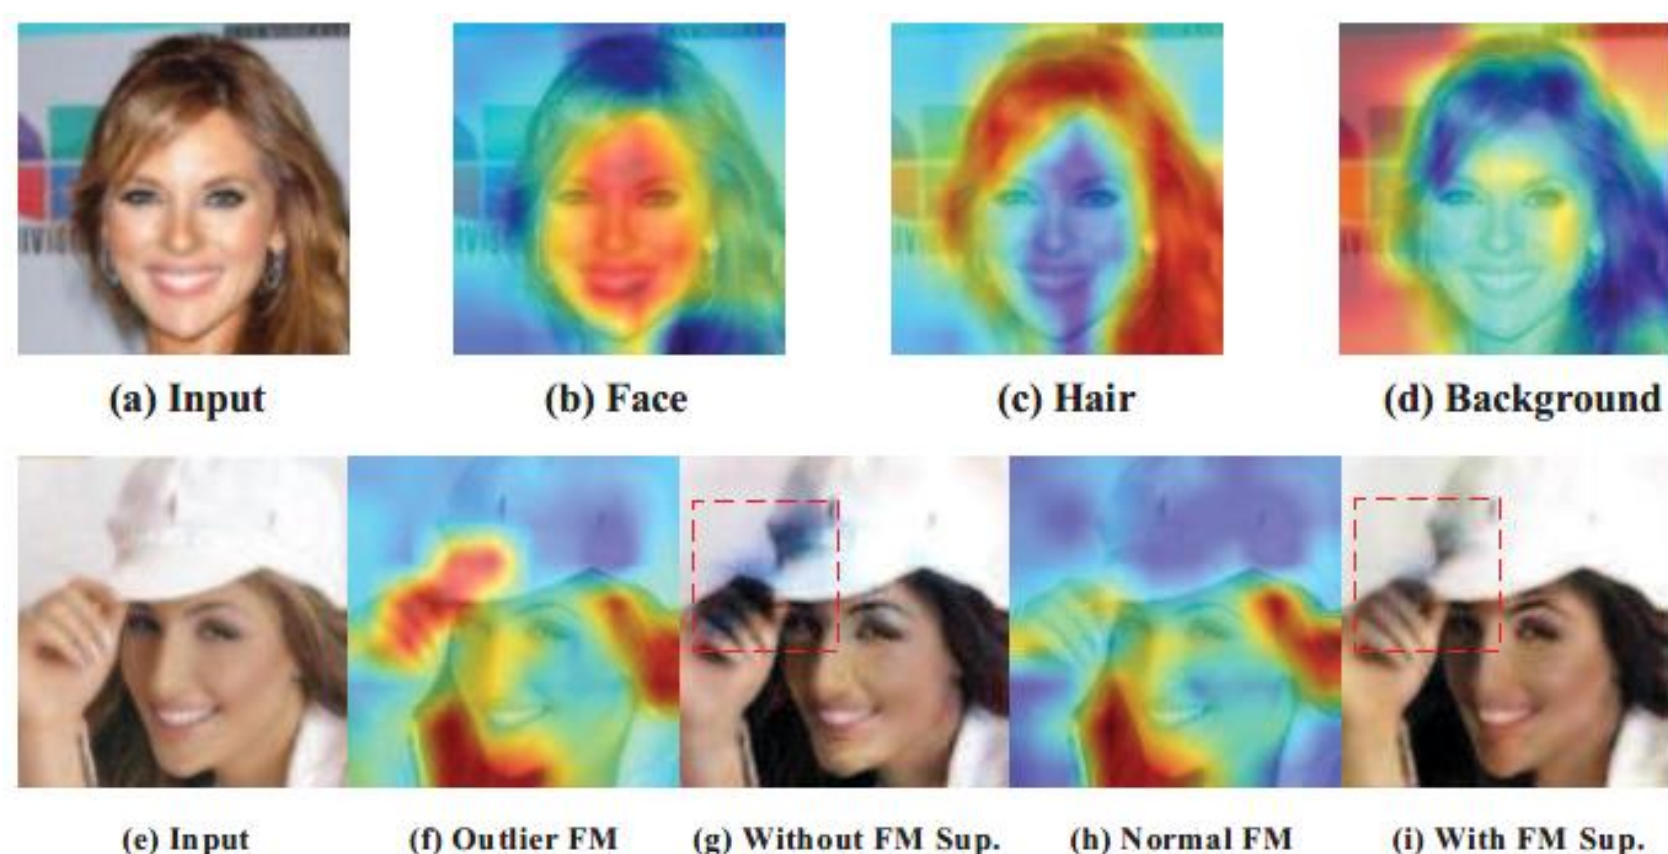 (a) Input
(b) Face
(c) Hair
(d) Background
(e) Input
(f) Outlier FM
(g) Without FM Sup.
(h) Normal FM
(i) With FM Sup.